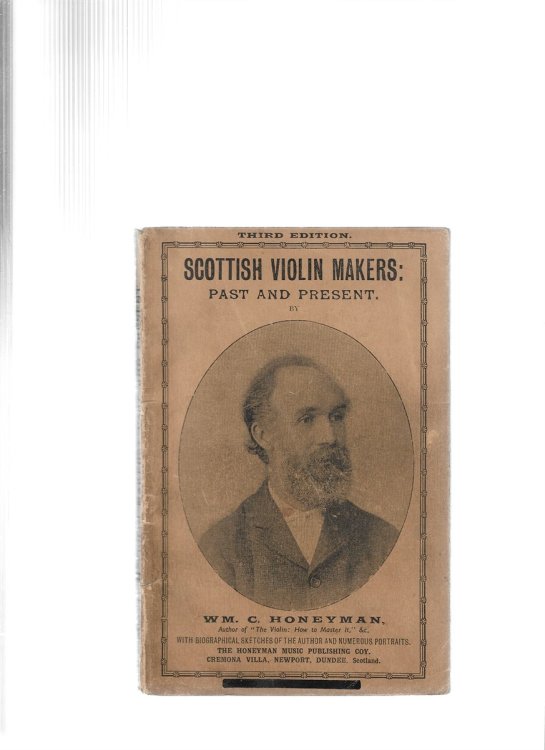 THIRD EDITION.
SCOTTISH VIOLIN MAKERS:
PAST AND PRESENT.
BY
WM. C. HONEYMAN,
Author of "The Violin: How to Master It," &c.
WITH BIOGRAPHICAL SKETCHES OF THE AUTHOR AND NUMEROUS PORTRAITS.
THE HONEYMAN MUSIC PUBLISHING COY.
CREMONA VILLA, NEWPORT, DUNDEE, Scotland.